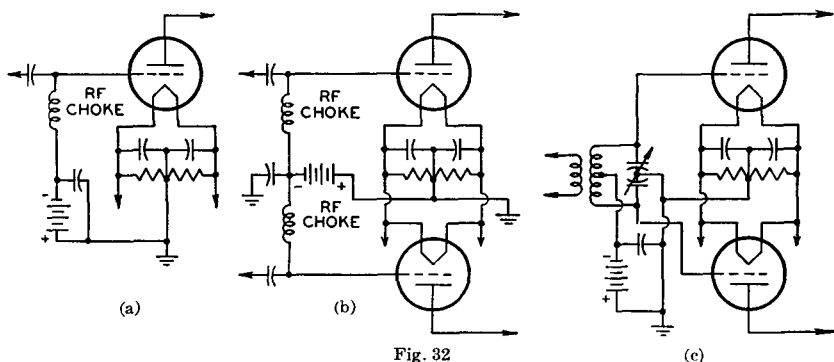 RF
CHOKE
-
+
(a)
RF
CHOKE
-
+
RF
CHOKE
(b)
-
+
(c)
Fig. 32